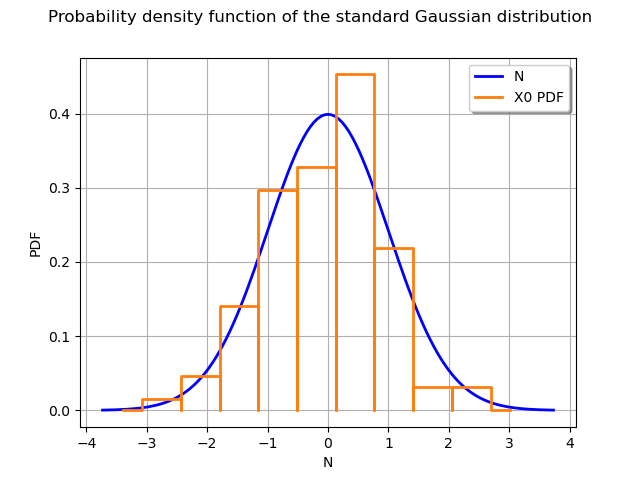 Probability density function of the standard Gaussian distribution
N
X0 PDF
PDF
0.4
0.3
0.2
0.1
0.0
−4 −3 −2 −1 0 1 2 3 4
N